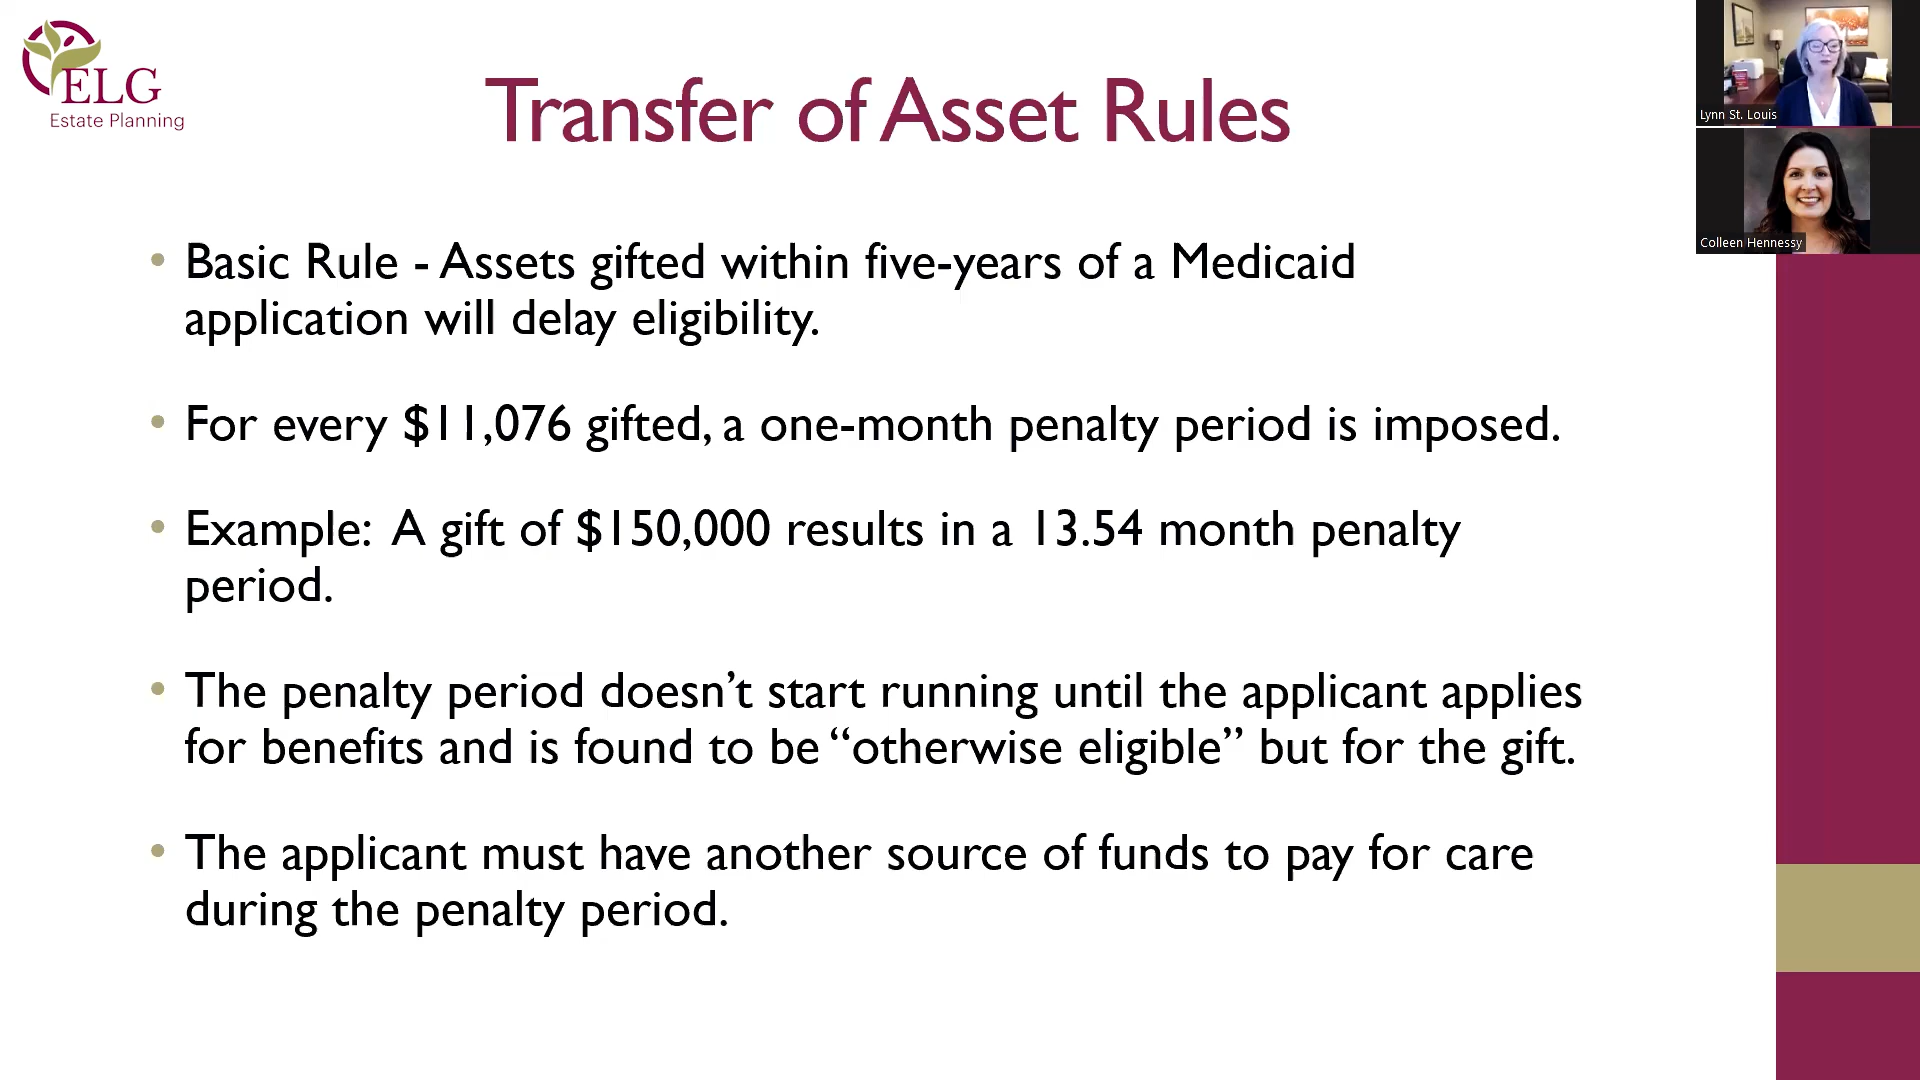 ELG
Estate Planning
Transfer of Asset Rules
Lynn St. Louis
Colleen Hennessy
• Basic Rule - Assets gifted within five-years of a Medicaid
application will delay eligibility.
• For every $11,076 gifted, a one-month penalty period is imposed.
• Example:  A gift of $150,000 results in a 13.54 month penalty
period.
• The penalty period doesn’t start running until the applicant applies
for benefits and is found to be “otherwise eligible” but for the gift.
• The applicant must have another source of funds to pay for care
during the penalty period.